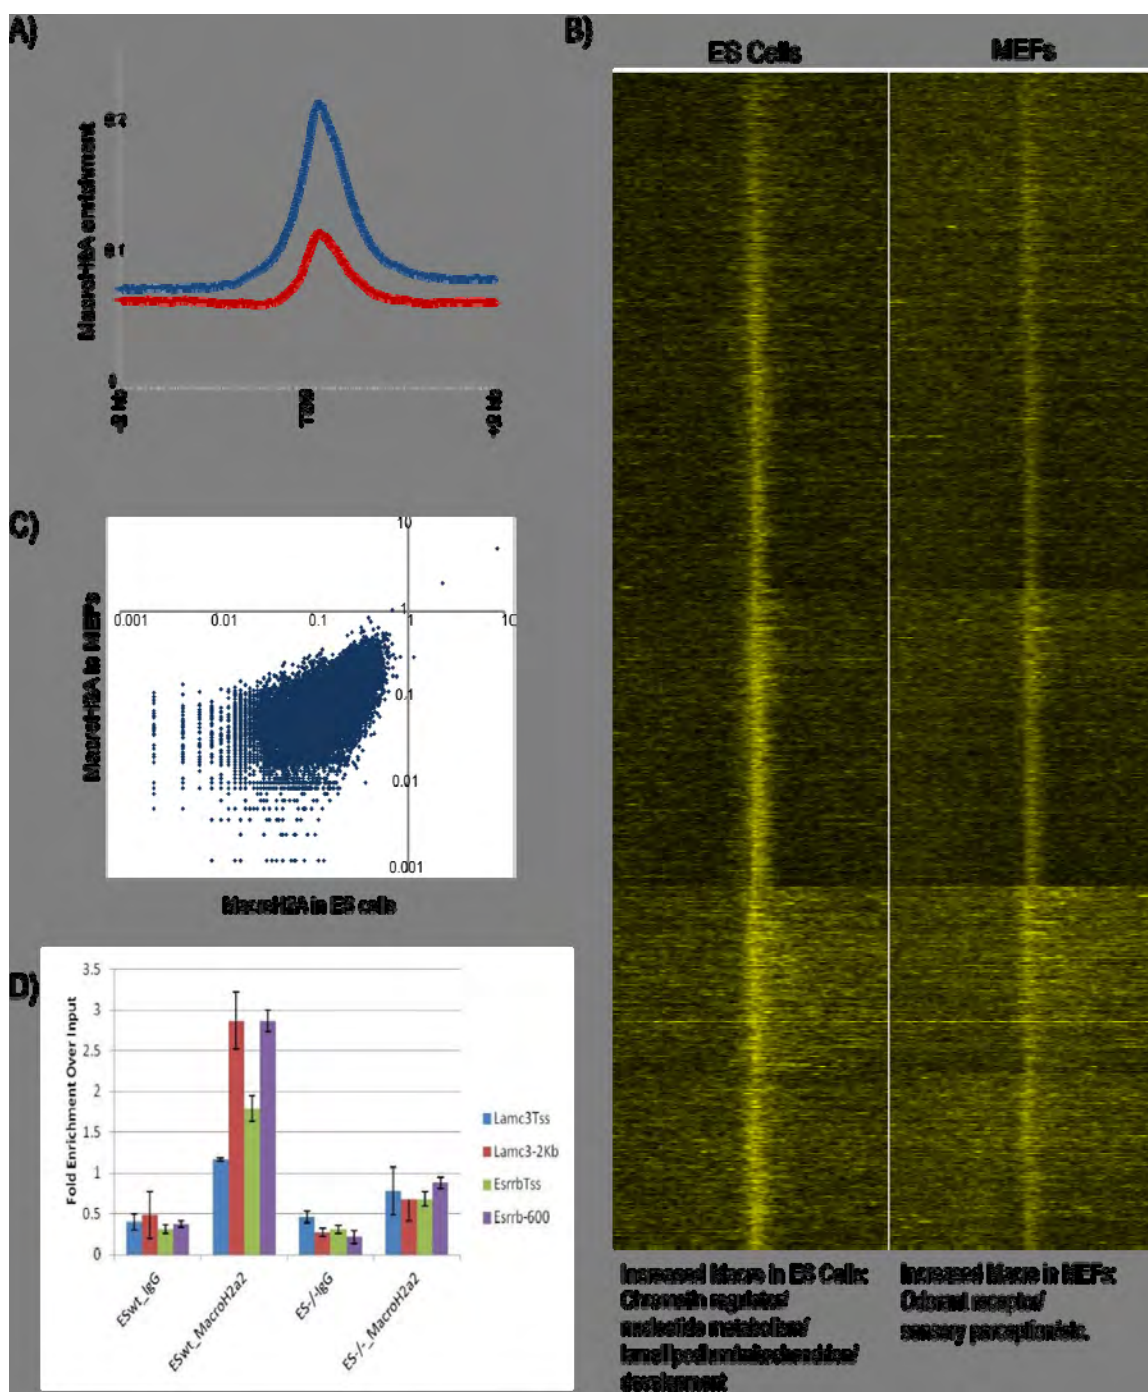 A)
MacroH2A enrichment
0.2
0.1
0
-2 kb
TSS
+2 kb
B)
ES Cells
MEFs
C)
MacroH2A in MEFs
10
0.001
0.01
0.1
1
10
0.1
0.01
0.001
MacroH2A in ES cells
D)
Fold Enrichment Over Input
3.5
3
2.5
2
1.5
1
0.5
0
ESwt_IgG
ESwt_MacroH2a2
ES-/-IgG
ES-/-_MacroH2a2
Lamc3Tss
Lamc3-2Kb
EsrrbTss
Esrrb-600
Increased Macro in ES Cells:
Chromatin regulator/
nucleotide metabolism/
development
Increased Macro in MEFs:
Odorant receptor/
sensory perception/etc.